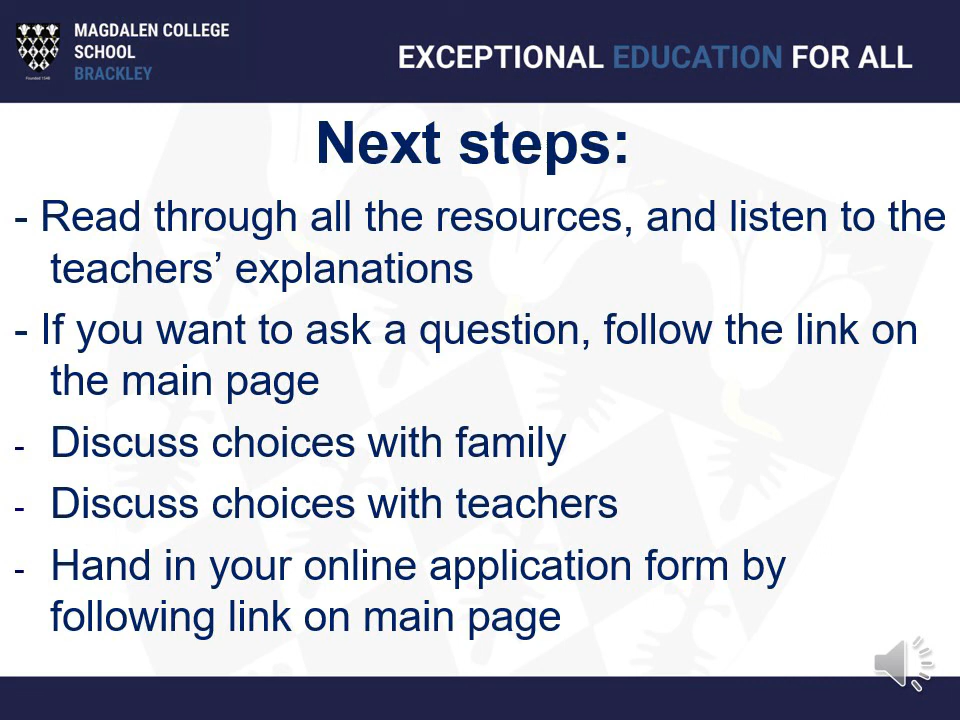 MAGDALEN COLLEGE
SCHOOL
BRACKLEY
EXCEPTIONAL EDUCATION FOR ALL
Next steps:
- Read through all the resources, and listen to the
teachers’ explanations
- If you want to ask a question, follow the link on
the main page
- Discuss choices with family
- Discuss choices with teachers
- Hand in your online application form by
following link on main page